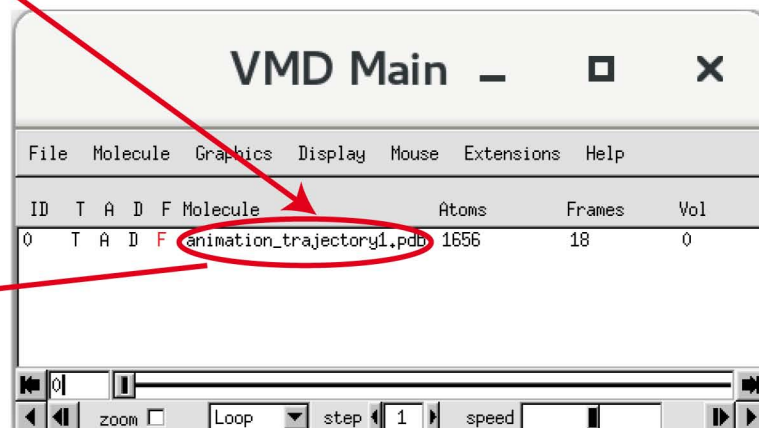 VMD Main
File Molecule Graphics Display Mouse Extensions Help
ID T A D F Molecule Atoms Frames Vol
0 T A D F animation_trajectory1.pdb 1656 18 0
0
zoom Loop step 1 speed